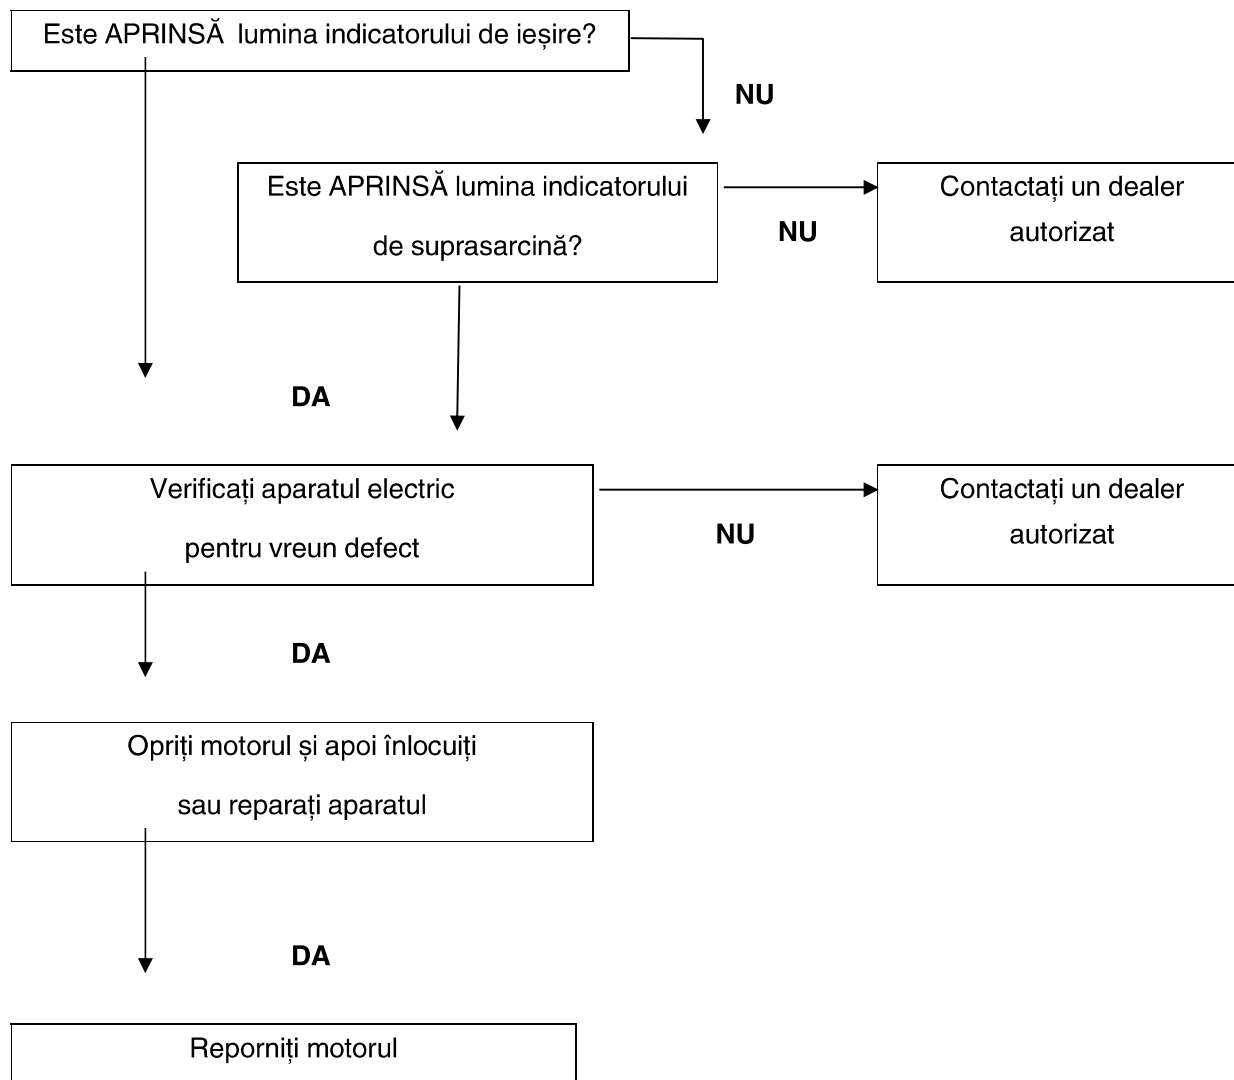 Este APRINSĂ  lumina indicatorului de ieșire?
NU
Este APRINSĂ lumina indicatorului
de suprasarcină?
NU
Contactați un dealer
autorizat
DA
Verificați aparatul electric
pentru vreun defect
NU
Contactați un dealer
autorizat
DA
Opriți motorul și apoi înlocuiți
sau reparați aparatul
DA
Reporniți motorul